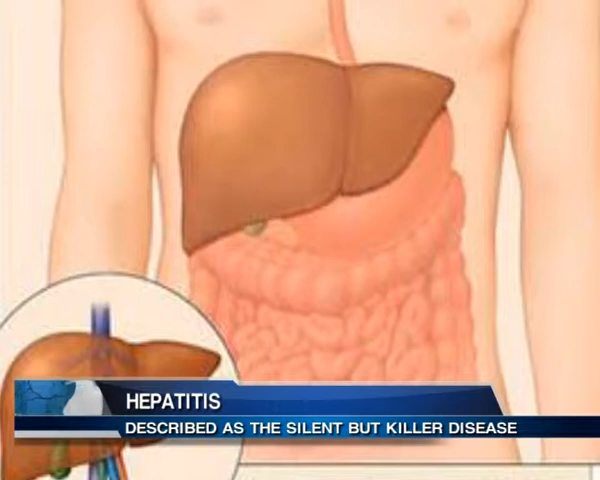 HEPATITIS
DESCRIBED AS THE SILENT BUT KILLER DISEASE